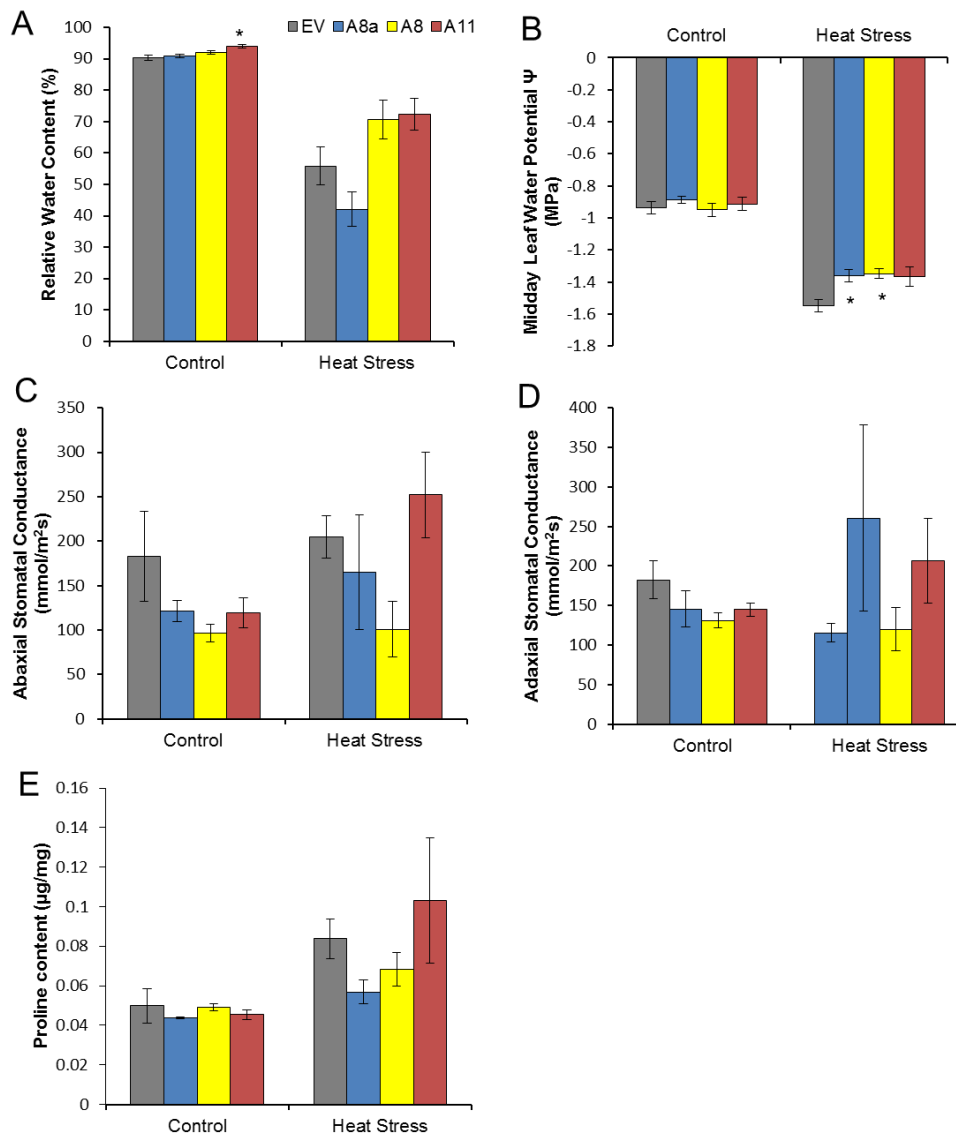 A
EV A8a A8 A11
Relative Water Content (%)
100
90
80
70
60
50
40
30
20
10
0
*
Control Heat Stress
B
Control Heat Stress
Midday Leaf Water Potential Ψ
(MPa)
0
-0.2
-0.4
-0.6
-0.8
-1
-1.2
-1.4
-1.6
-1.8
* *
C
Abaxial Stomatal Conductance
(mmol/m²s)
350
300
250
200
150
100
50
0
Control Heat Stress
D
Adaxial Stomatal Conductance
(mmol/m²s)
400
350
300
250
200
150
100
50
0
Control Heat Stress
E
Proline content (µg/mg)
0.16
0.14
0.12
0.1
0.08
0.06
0.04
0.02
0
Control Heat Stress